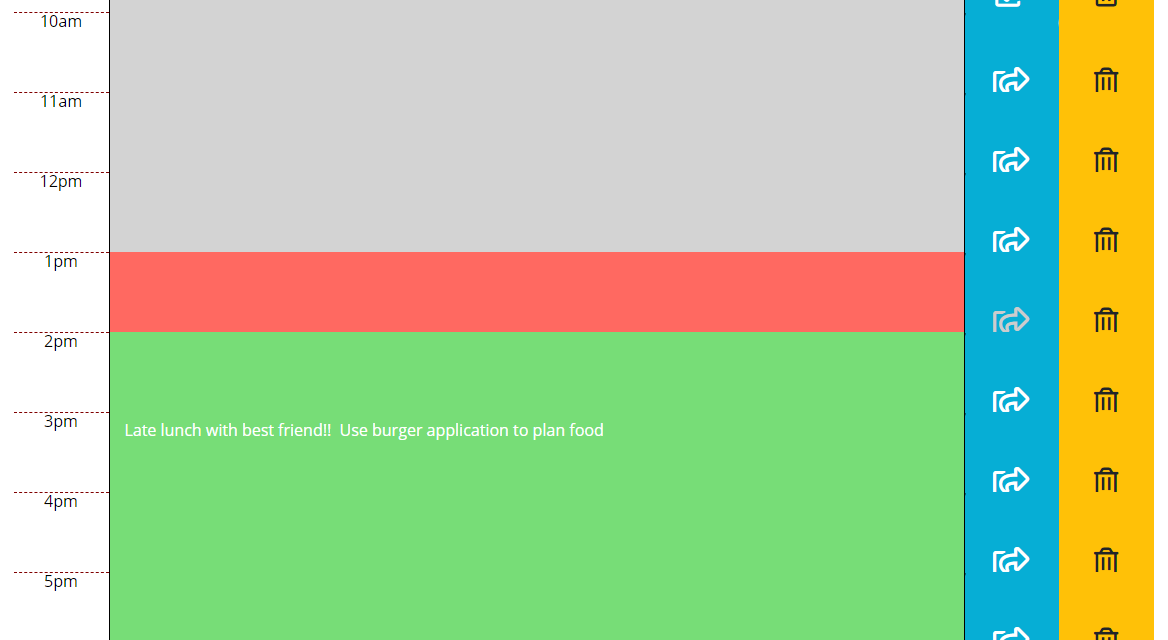 10am
11am
12pm
1pm
2pm
3pm
Late lunch with best friend!!  Use burger application to plan food
4pm
5pm